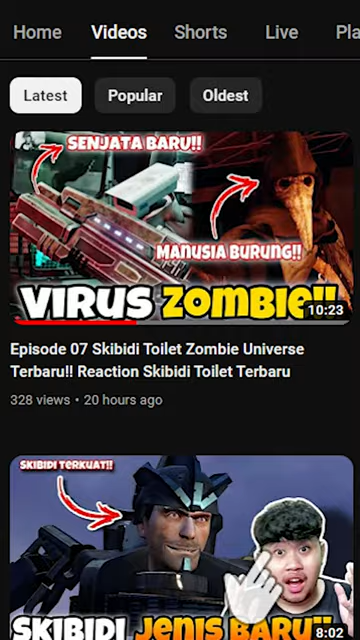 Home Videos Shorts Live Pla
Latest Popular Oldest
SENJATA BARU!!
MANUSIA BURUNG!!
VIRUS ZOMBIE!!
10:23
Episode 07 Skibidi Toilet Zombie Universe
Terbaru!! Reaction Skibidi Toilet Terbaru
328 views • 20 hours ago
SKIBIDI TERKUAT!!
SKIBIDI JENIS BARU!!
8:02